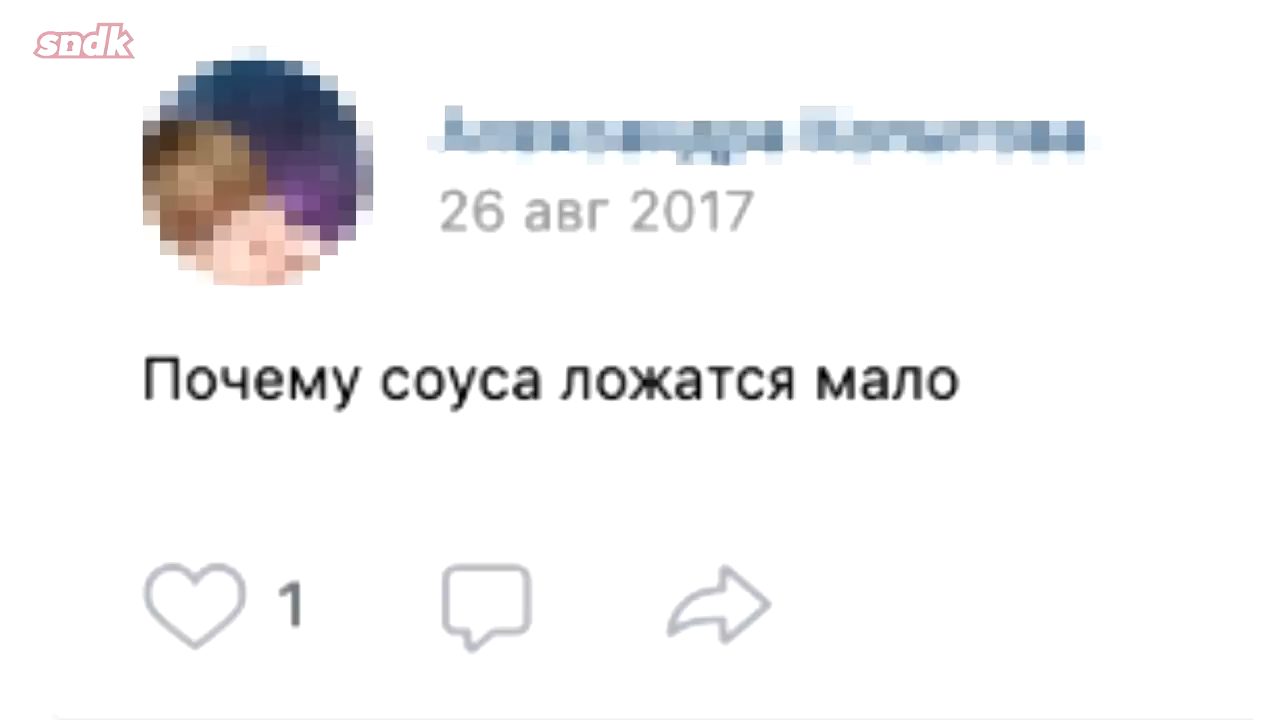 sndk
26 авг 2017
Почему соуса ложатся мало
1